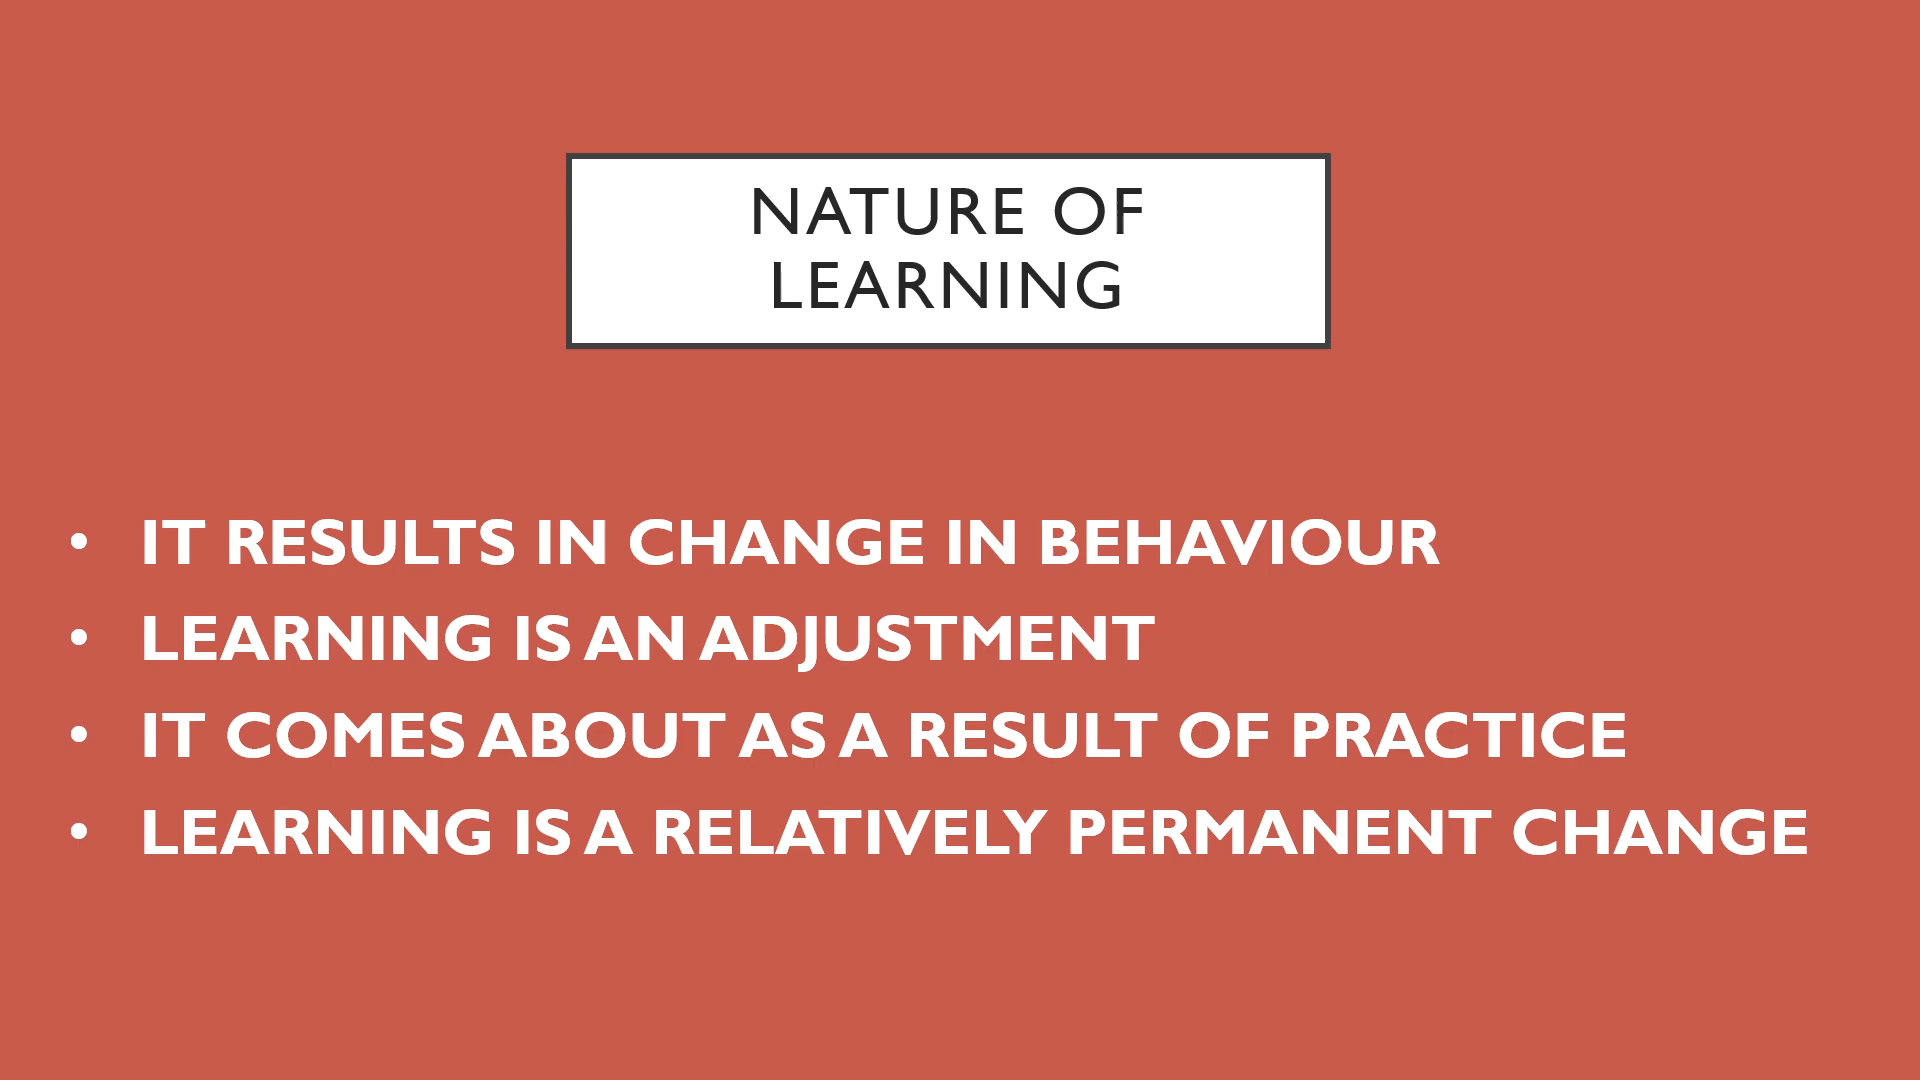 NATURE OF
LEARNING
• IT RESULTS IN CHANGE IN BEHAVIOUR
• LEARNING IS AN ADJUSTMENT
• IT COMES ABOUT AS A RESULT OF PRACTICE
• LEARNING IS A RELATIVELY PERMANENT CHANGE